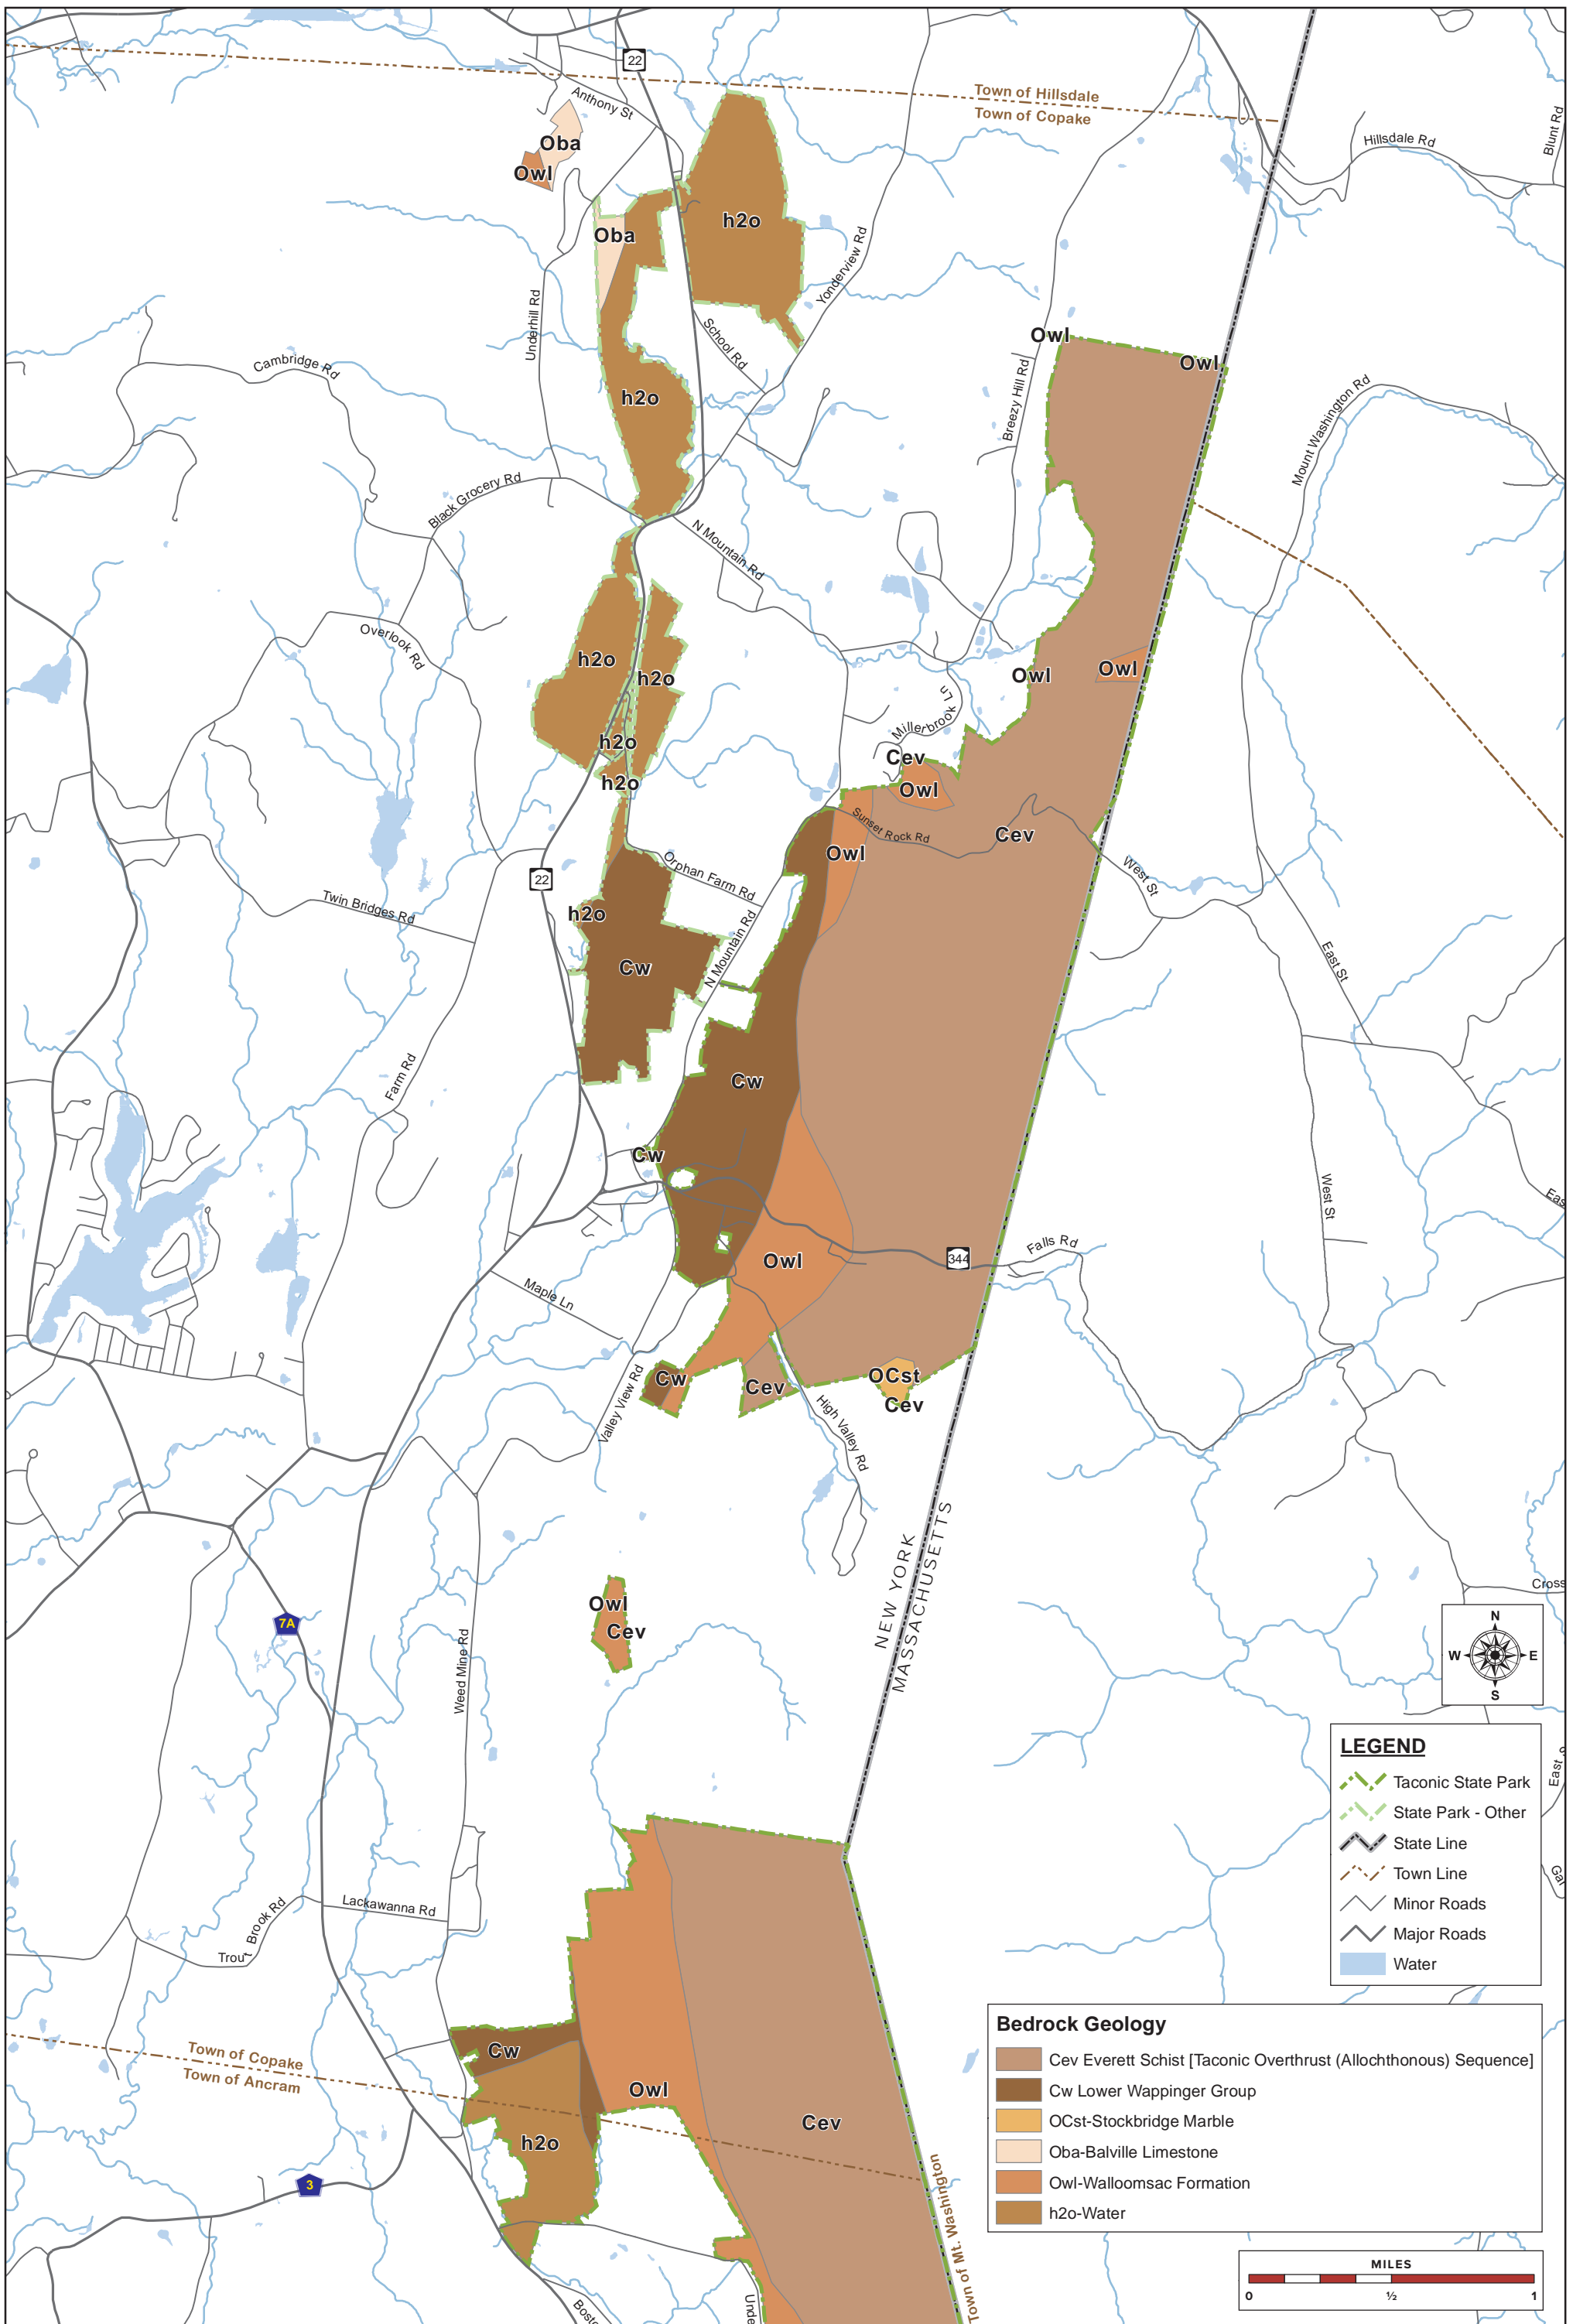 22
Town of Hillsdale
Town of Copake
Anthony St
Hillsdale Rd
Blunt Rd
Oba
Owl
h2o
Oba
Yonderview Rd
Underhill Rd
School Rd
Owl
Owl
Cambridge Rd
Breezy Hill Rd
Mount Washington Rd
h2o
Black Grocery Rd
N Mountain Rd
Overlook Rd
h2o
h2o
Owl
Owl
Millerbrook Ln
h2o
Cev
h2o
Owl
Sunset Rock Rd
Cev
Owl
Orphan Farm Rd
West St
22
Twin Bridges Rd
h2o
N Mountain Rd
East St
Cw
Farm Rd
Cw
Cw
West St
Eas
Owl
344
Falls Rd
Maple Ln
Cw
Cev
OCst
Cev
Valley View Rd
High Valley Rd
NEW YORK
MASSACHUSETTS
Cross
Owl
Cev
7A
Weed Mine Rd
N
W E
S
LEGEND
Taconic State Park
State Park - Other
State Line
Town Line
Minor Roads
Major Roads
Water
East S
Gar
Lackawanna Rd
Trout Brook Rd
Town of Copake
Town of Ancram
Cw
Owl
Cev
h2o
3
Town of Mt. Washington
Bedrock Geology
Cev Everett Schist [Taconic Overthrust (Allochthonous) Sequence]
Cw Lower Wappinger Group
OCst-Stockbridge Marble
Oba-Balville Limestone
Owl-Walloomsac Formation
h2o-Water
MILES
0 ½ 1
Bosto
Unde